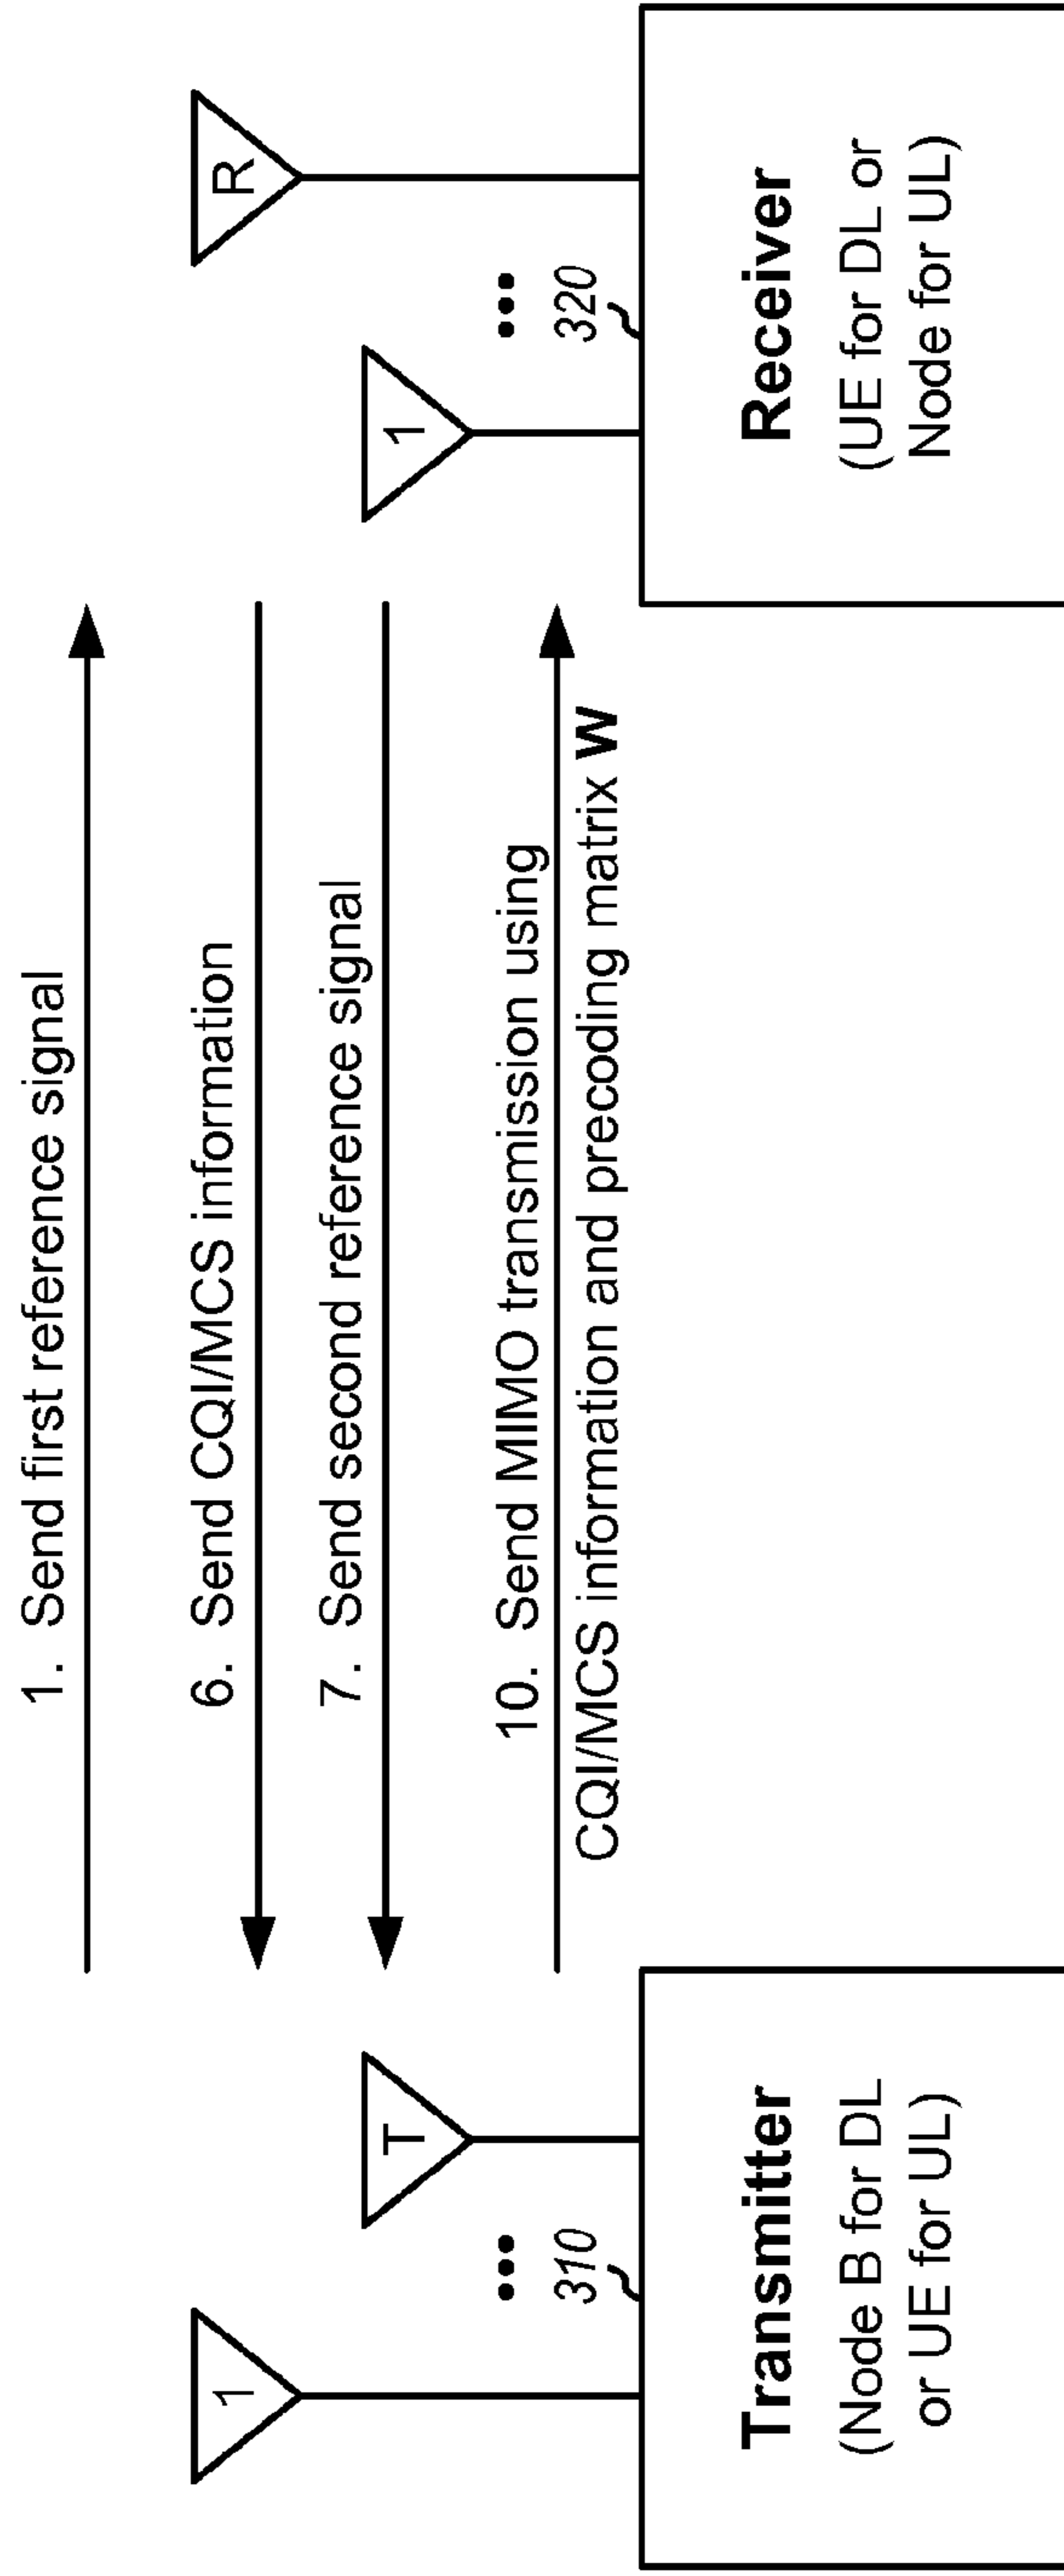 1. Send first reference signal
6. Send CQI/MCS information
7. Send second reference signal
10. Send MIMO transmission using
CQI/MCS information and precoding matrix W
1
...
T
310
Transmitter
(Node B for DL
or UE for UL)
1
...
R
320
Receiver
(UE for DL or
Node for UL)